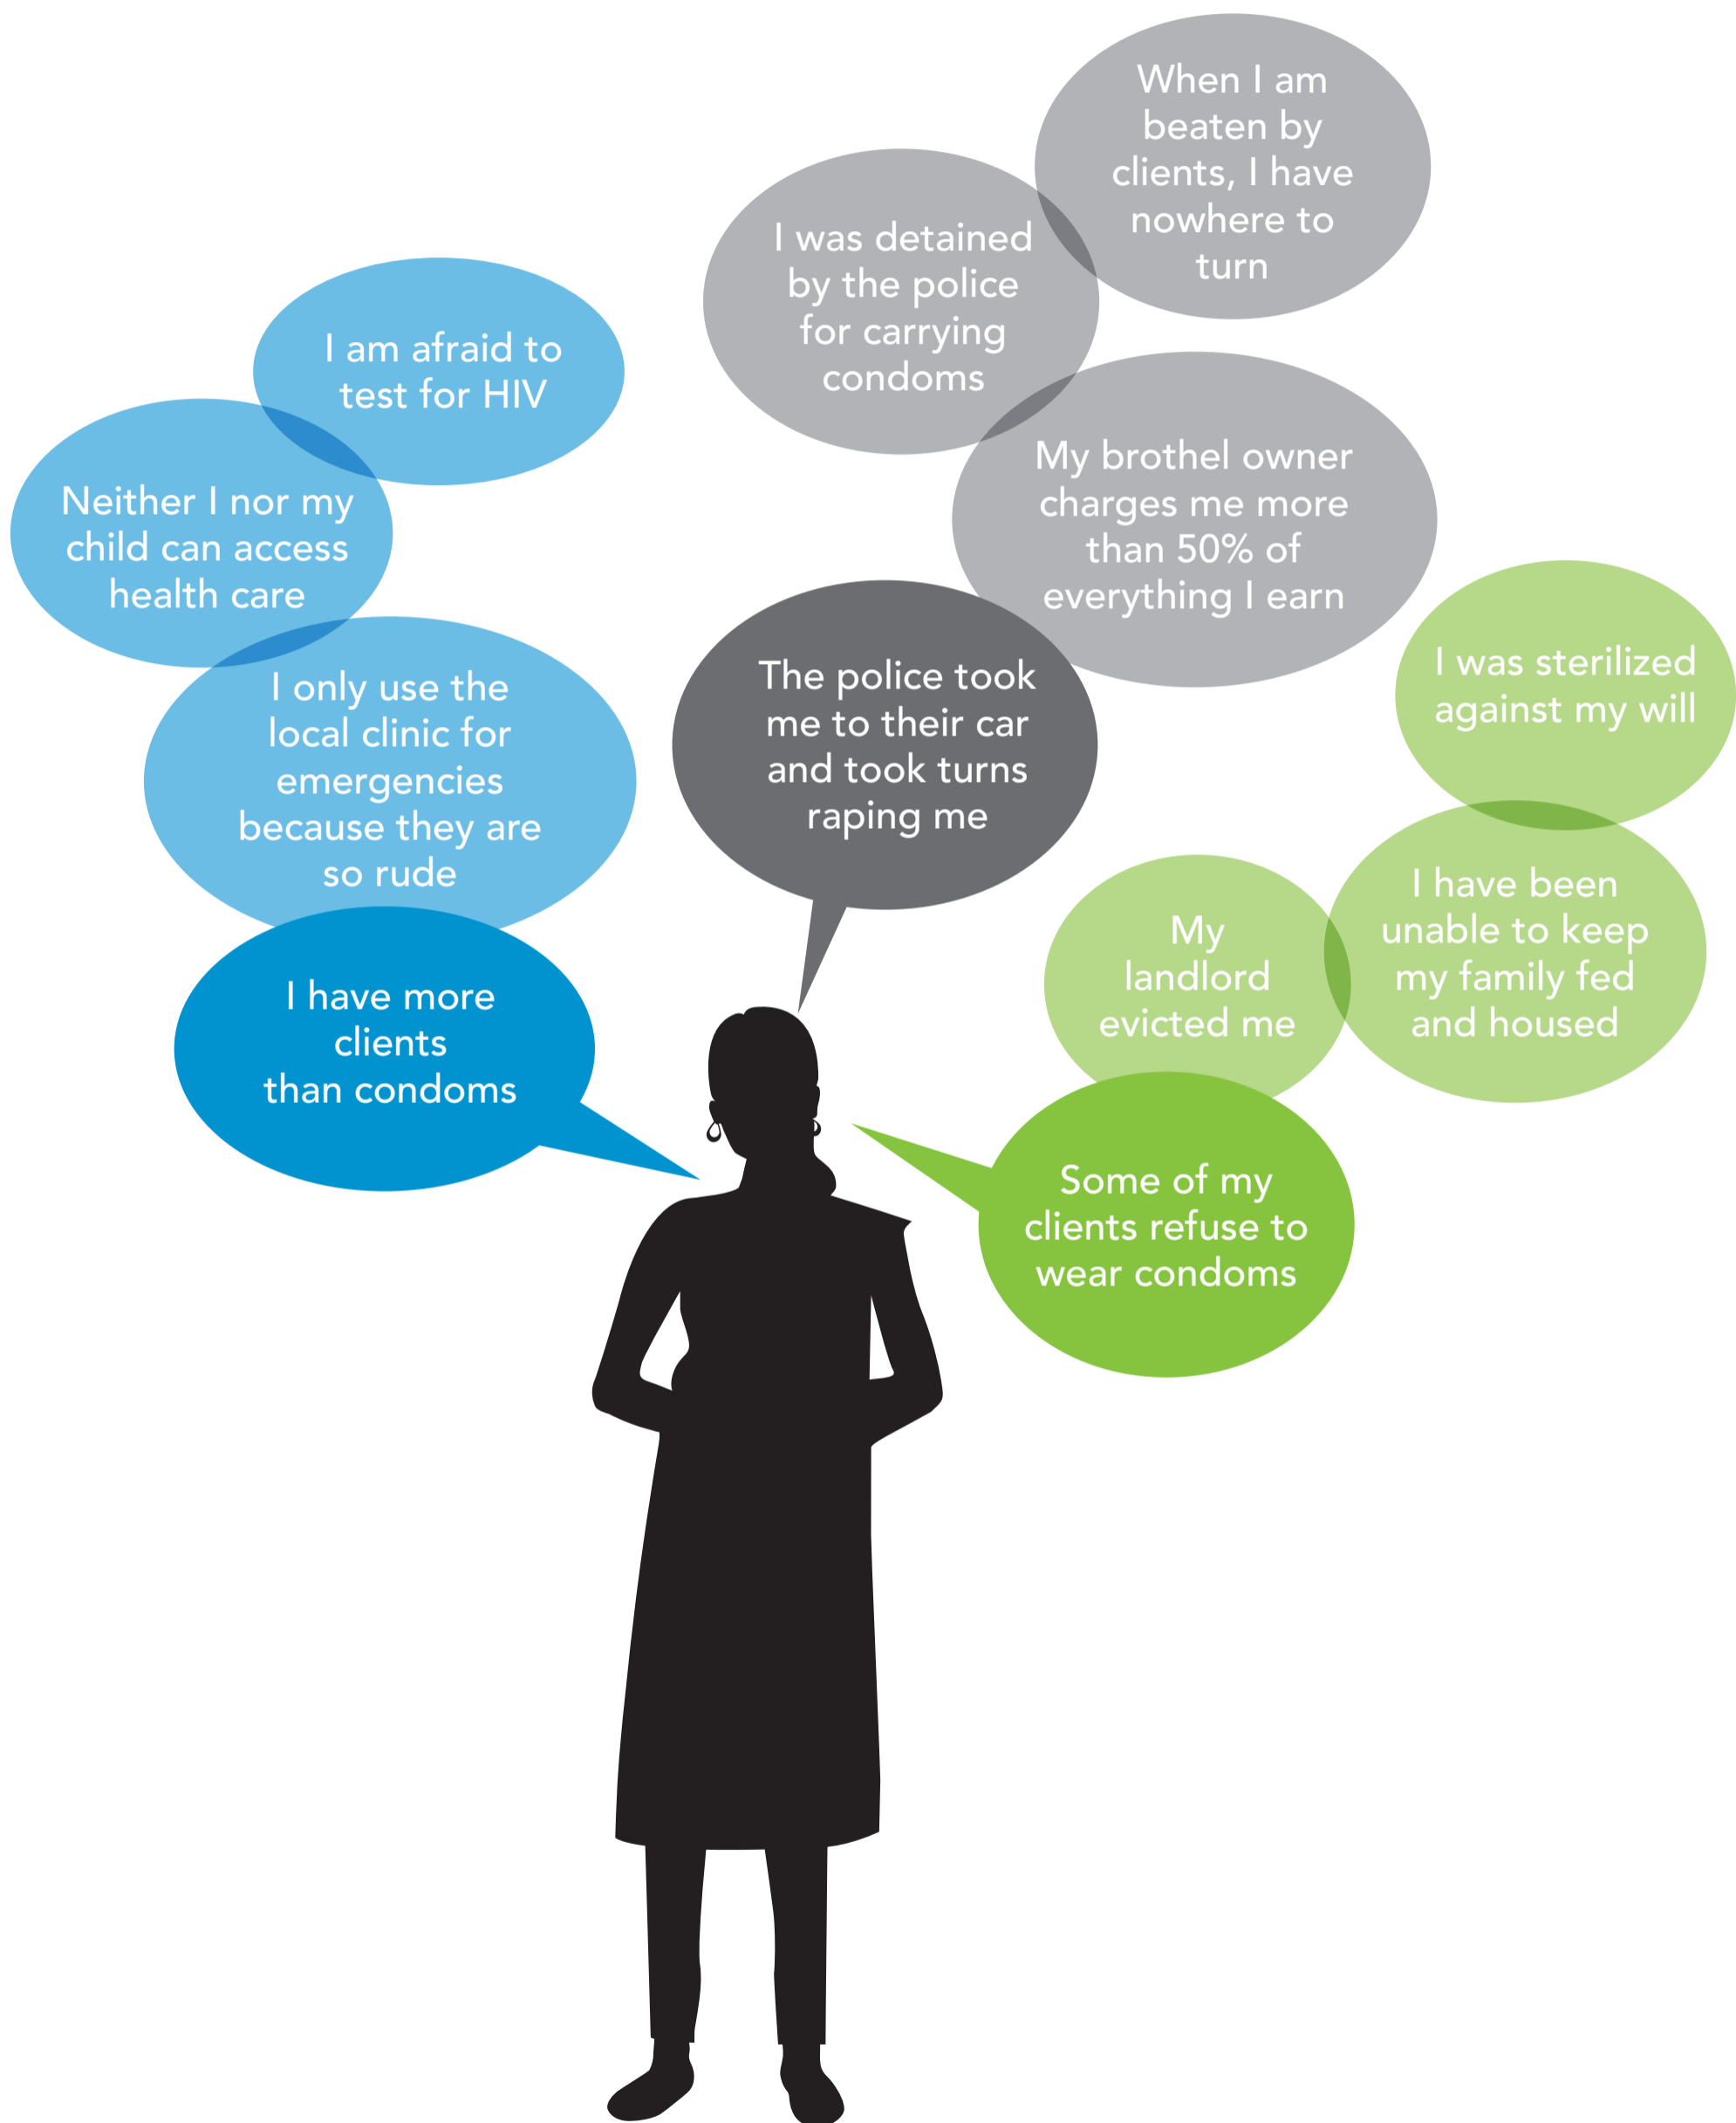 When I am
beaten by
clients, I have
nowhere to
turn
I was detained
by the police
for carrying
condoms
My brothel owner
charges me more
than 50% of
everything I earn
The police took
me to their car
and took turns
raping me
I am afraid to
test for HIV
Neither I nor my
child can access
health care
I only use the
local clinic for
emergencies
because they are
so rude
I have more
clients
than condoms
I was sterilized
against my will
I have been
unable to keep
my family fed
and housed
My
landlord
evicted me
Some of my
clients refuse to
wear condoms